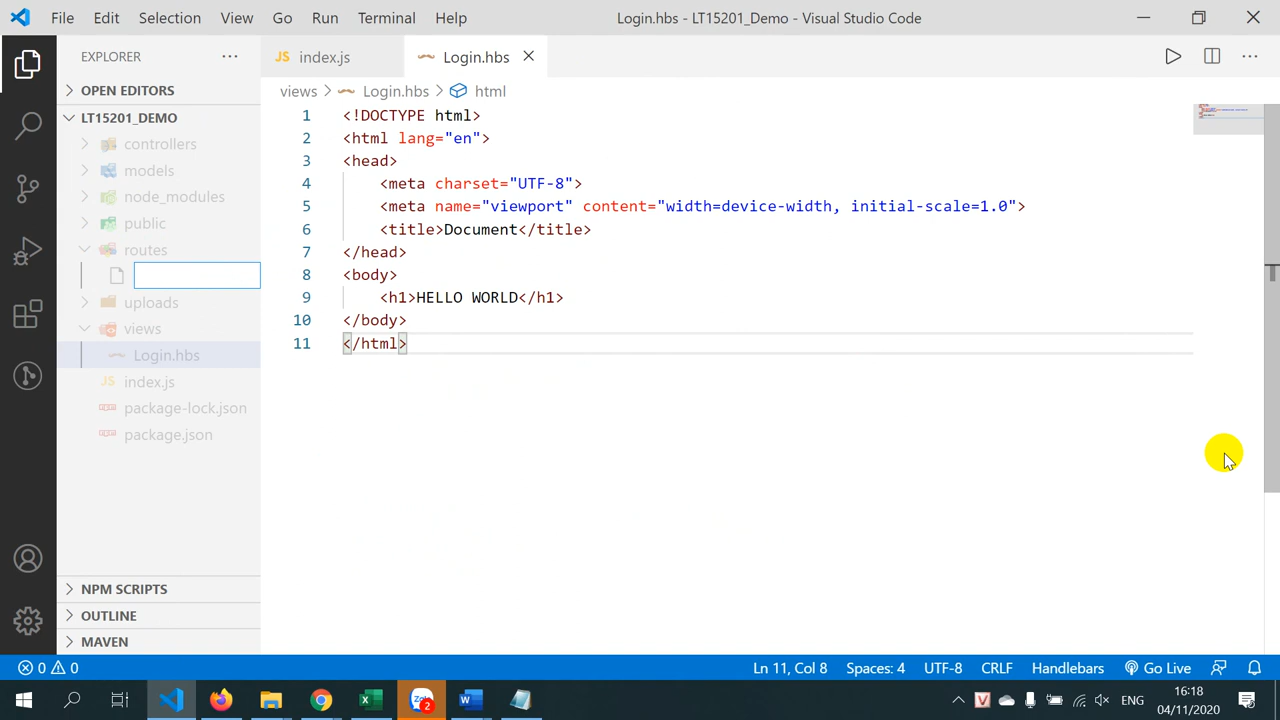 File Edit Selection View Go Run Terminal Help Login.hbs - LT15201_Demo - Visual Studio Code
EXPLORER
OPEN EDITORS
LT15201_DEMO
controllers
models
node_modules
public
routes
uploads
views
Login.hbs
JS index.js
package-lock.json
package.json
NPM SCRIPTS
OUTLINE
MAVEN
JS index.js Login.hbs
views Login.hbs html
1 <!DOCTYPE html>
2 <html lang="en">
3 <head>
4 <meta charset="UTF-8">
5 <meta name="viewport" content="width=device-width, initial-scale=1.0">
6 <title>Document</title>
7 </head>
8 <body>
9 <h1>HELLO WORLD</h1>
10 </body>
11 </html>
0 0 Ln 11, Col 8 Spaces: 4 UTF-8 CRLF Handlebars Go Live
Zalo 2 V ENG 16:18
04/11/2020